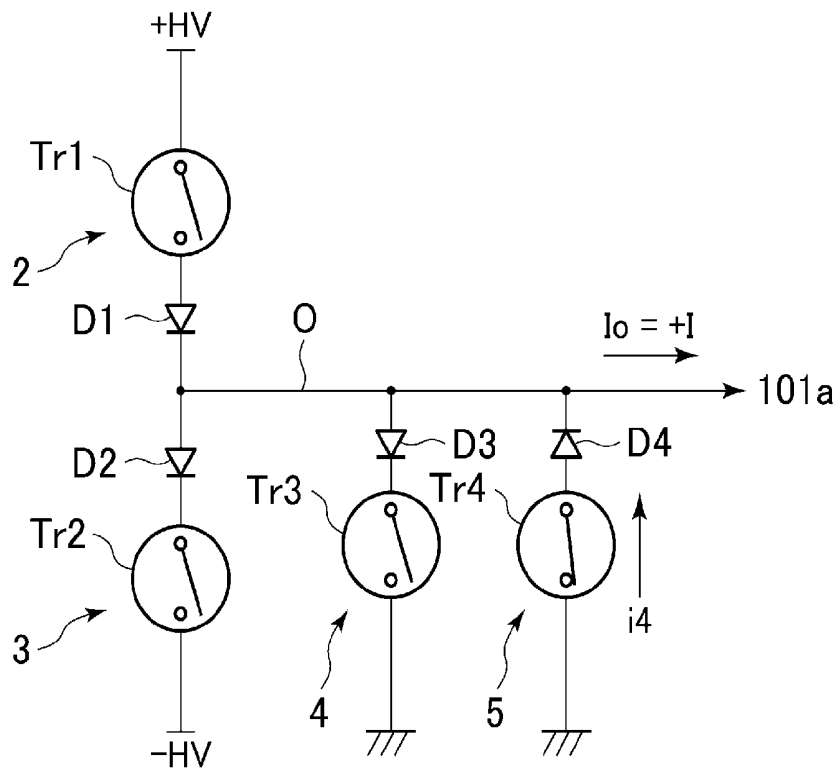 +HV
Tr1
2
D1
O
Io = +I
101a
D2
D3
D4
Tr3
Tr4
Tr2
3
4
5
i4
-HV